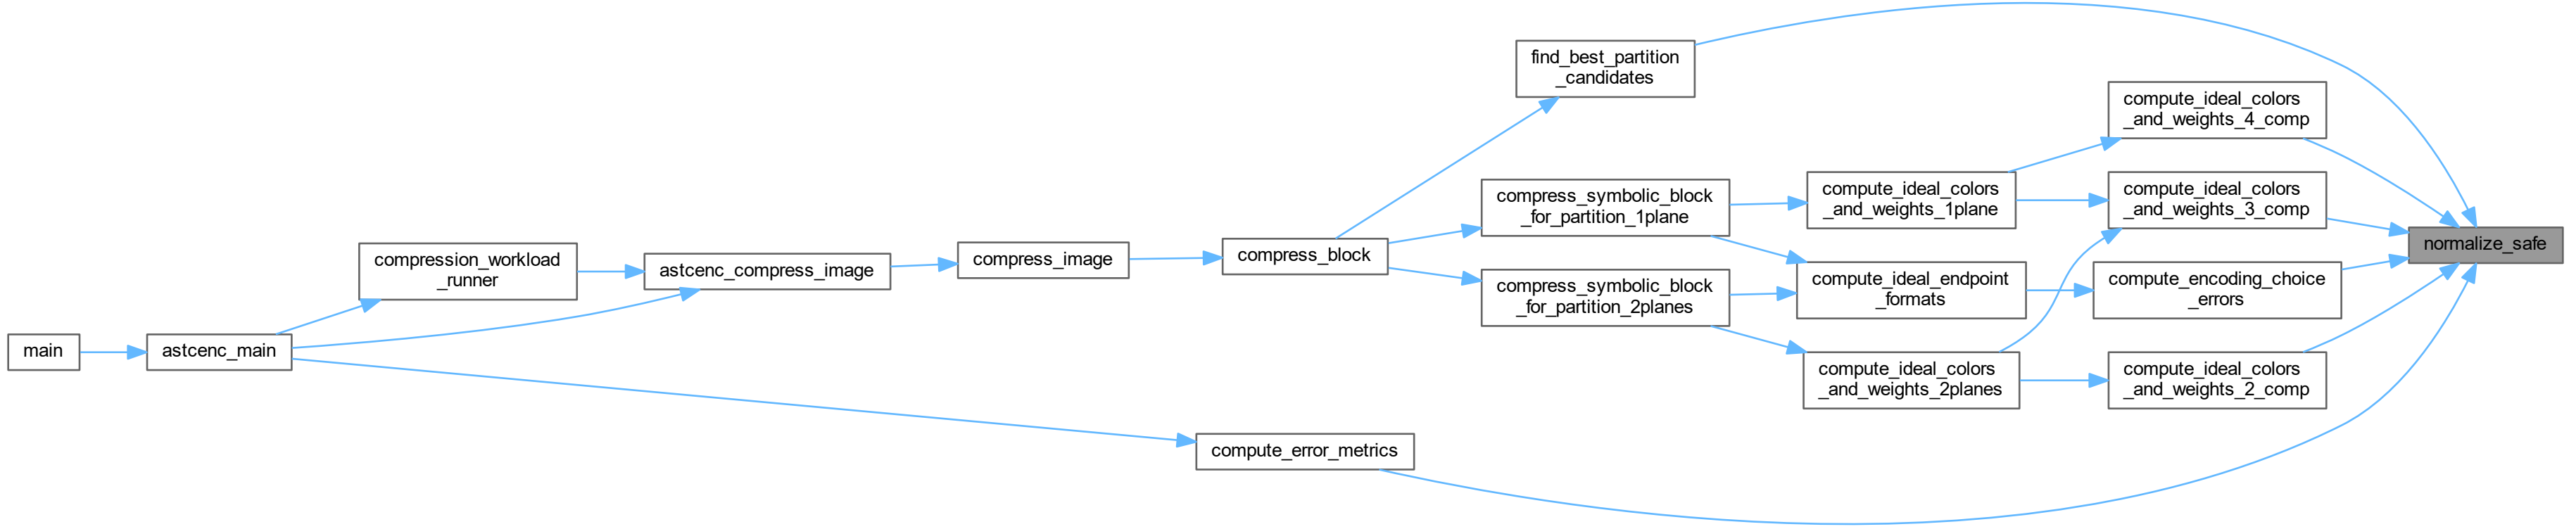 find_best_partition
_candidates
compute_ideal_colors
_and_weights_4_comp
compress_symbolic_block
_for_partition_1plane
compute_ideal_colors
_and_weights_1plane
compute_ideal_colors
_and_weights_3_comp
normalize_safe
compression_workload
_runner
astcenc_compress_image
compress_image
compress_block
compress_symbolic_block
_for_partition_2planes
compute_ideal_endpoint
_formats
compute_encoding_choice
_errors
main
astcenc_main
compute_ideal_colors
_and_weights_2planes
compute_ideal_colors
_and_weights_2_comp
compute_error_metrics